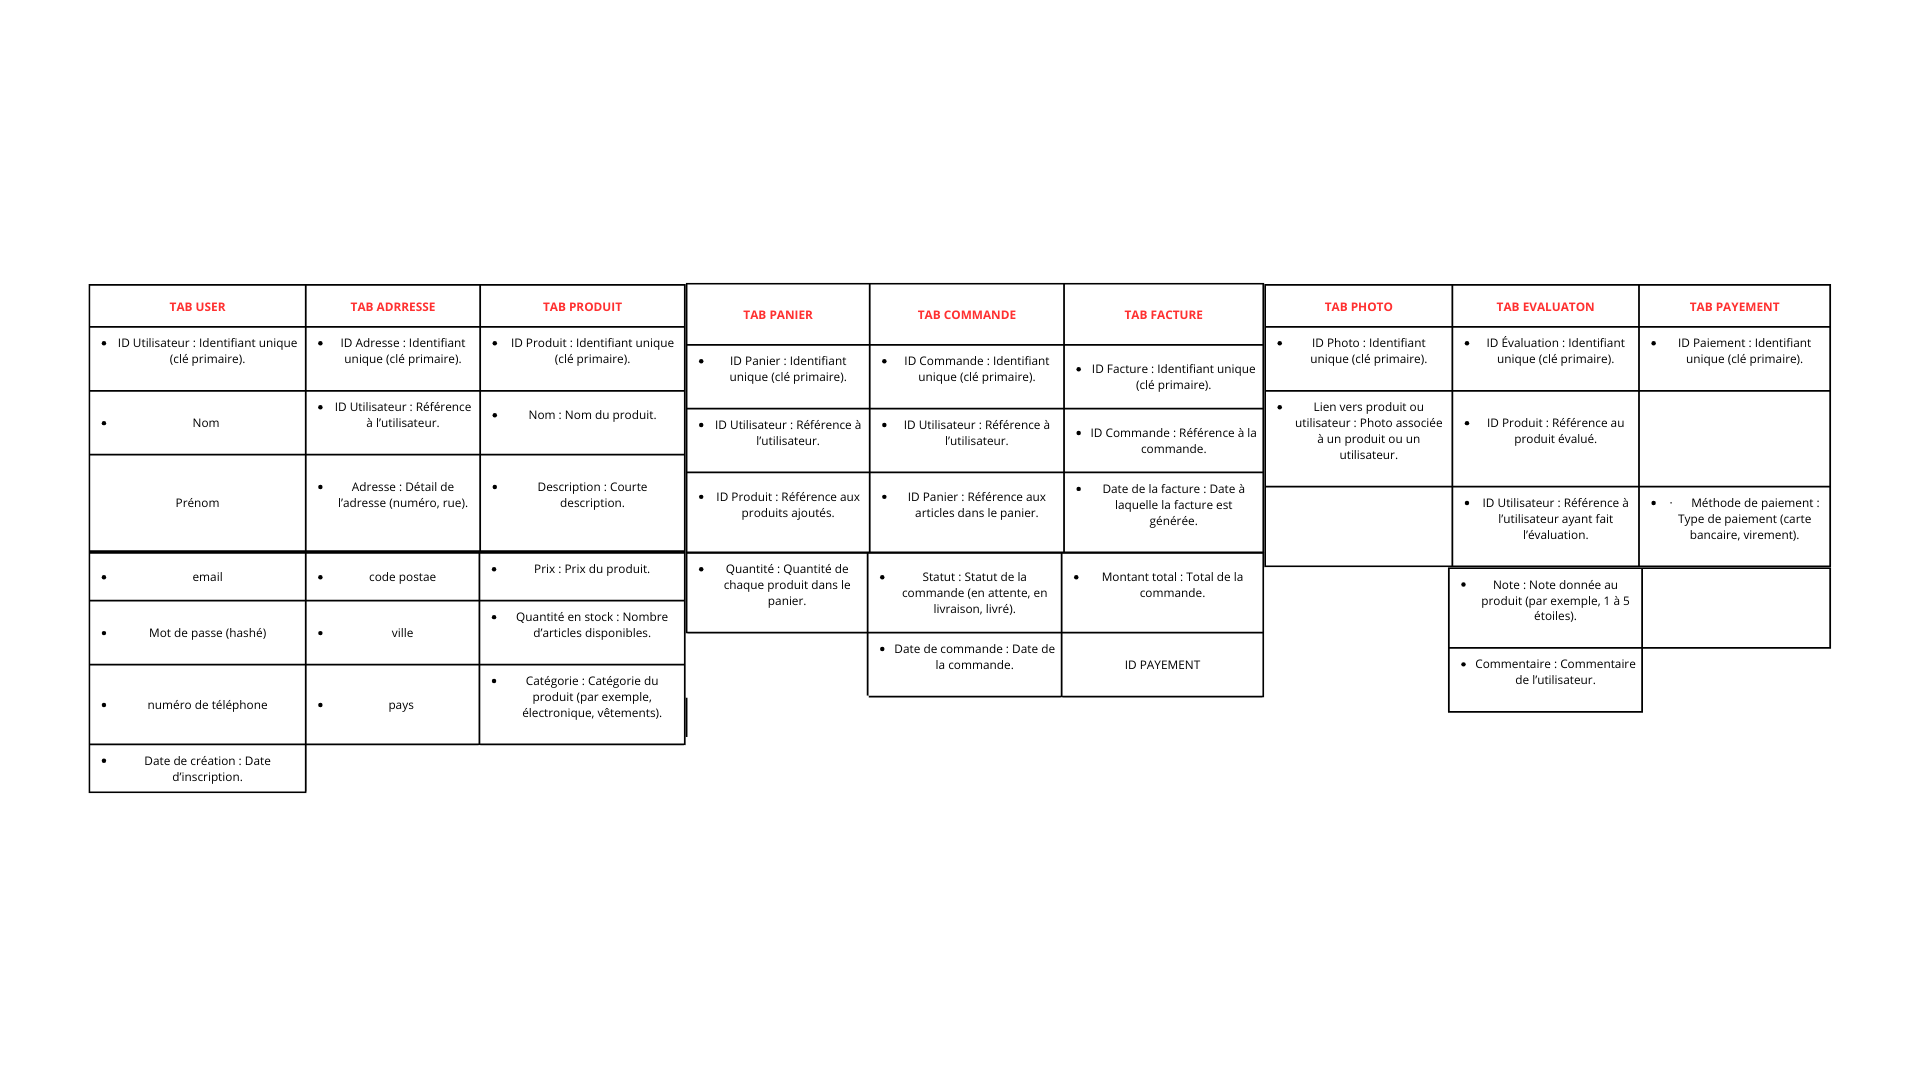 TAB USER
ID Utilisateur : Identifiant unique
(clé primaire).
Nom
Prénom
email
Mot de passe (hashé)
numéro de téléphone
Date de création : Date
d’inscription.
TAB ADRRESSE
ID Adresse : Identifiant
unique (clé primaire).
ID Utilisateur : Référence
à l’utilisateur.
Adresse : Détail de
l’adresse (numéro, rue).
code postae
ville
pays
TAB PRODUIT
ID Produit : Identifiant unique
(clé primaire).
Nom : Nom du produit.
Description : Courte
description.
Prix : Prix du produit.
Quantité en stock : Nombre
d’articles disponibles.
Catégorie : Catégorie du
produit (par exemple,
électronique, vêtements).
TAB PANIER
ID Panier : Identifiant
unique (clé primaire).
ID Utilisateur : Référence à
l’utilisateur.
ID Produit : Référence aux
produits ajoutés.
Quantité : Quantité de
chaque produit dans le
panier.
TAB COMMANDE
ID Commande : Identifiant
unique (clé primaire).
ID Utilisateur : Référence à
l’utilisateur.
ID Panier : Référence aux
articles dans le panier.
Statut : Statut de la
commande (en attente, en
livraison, livré).
Date de commande : Date de
la commande.
TAB FACTURE
ID Facture : Identifiant unique
(clé primaire).
ID Commande : Référence à la
commande.
Date de la facture : Date à
laquelle la facture est
générée.
Montant total : Total de la
commande.
ID PAYEMENT
TAB PHOTO
ID Photo : Identifiant
unique (clé primaire).
Lien vers produit ou
utilisateur : Photo associée
à un produit ou un
utilisateur.
TAB EVALUATON
ID Évaluation : Identifiant
unique (clé primaire).
ID Produit : Référence au
produit évalué.
ID Utilisateur : Référence à
l’utilisateur ayant fait
l’évaluation.
Note : Note donnée au
produit (par exemple, 1 à 5
étoiles).
Commentaire : Commentaire
de l’utilisateur.
TAB PAYEMENT
ID Paiement : Identifiant
unique (clé primaire).
· Méthode de paiement :
Type de paiement (carte
bancaire, virement).